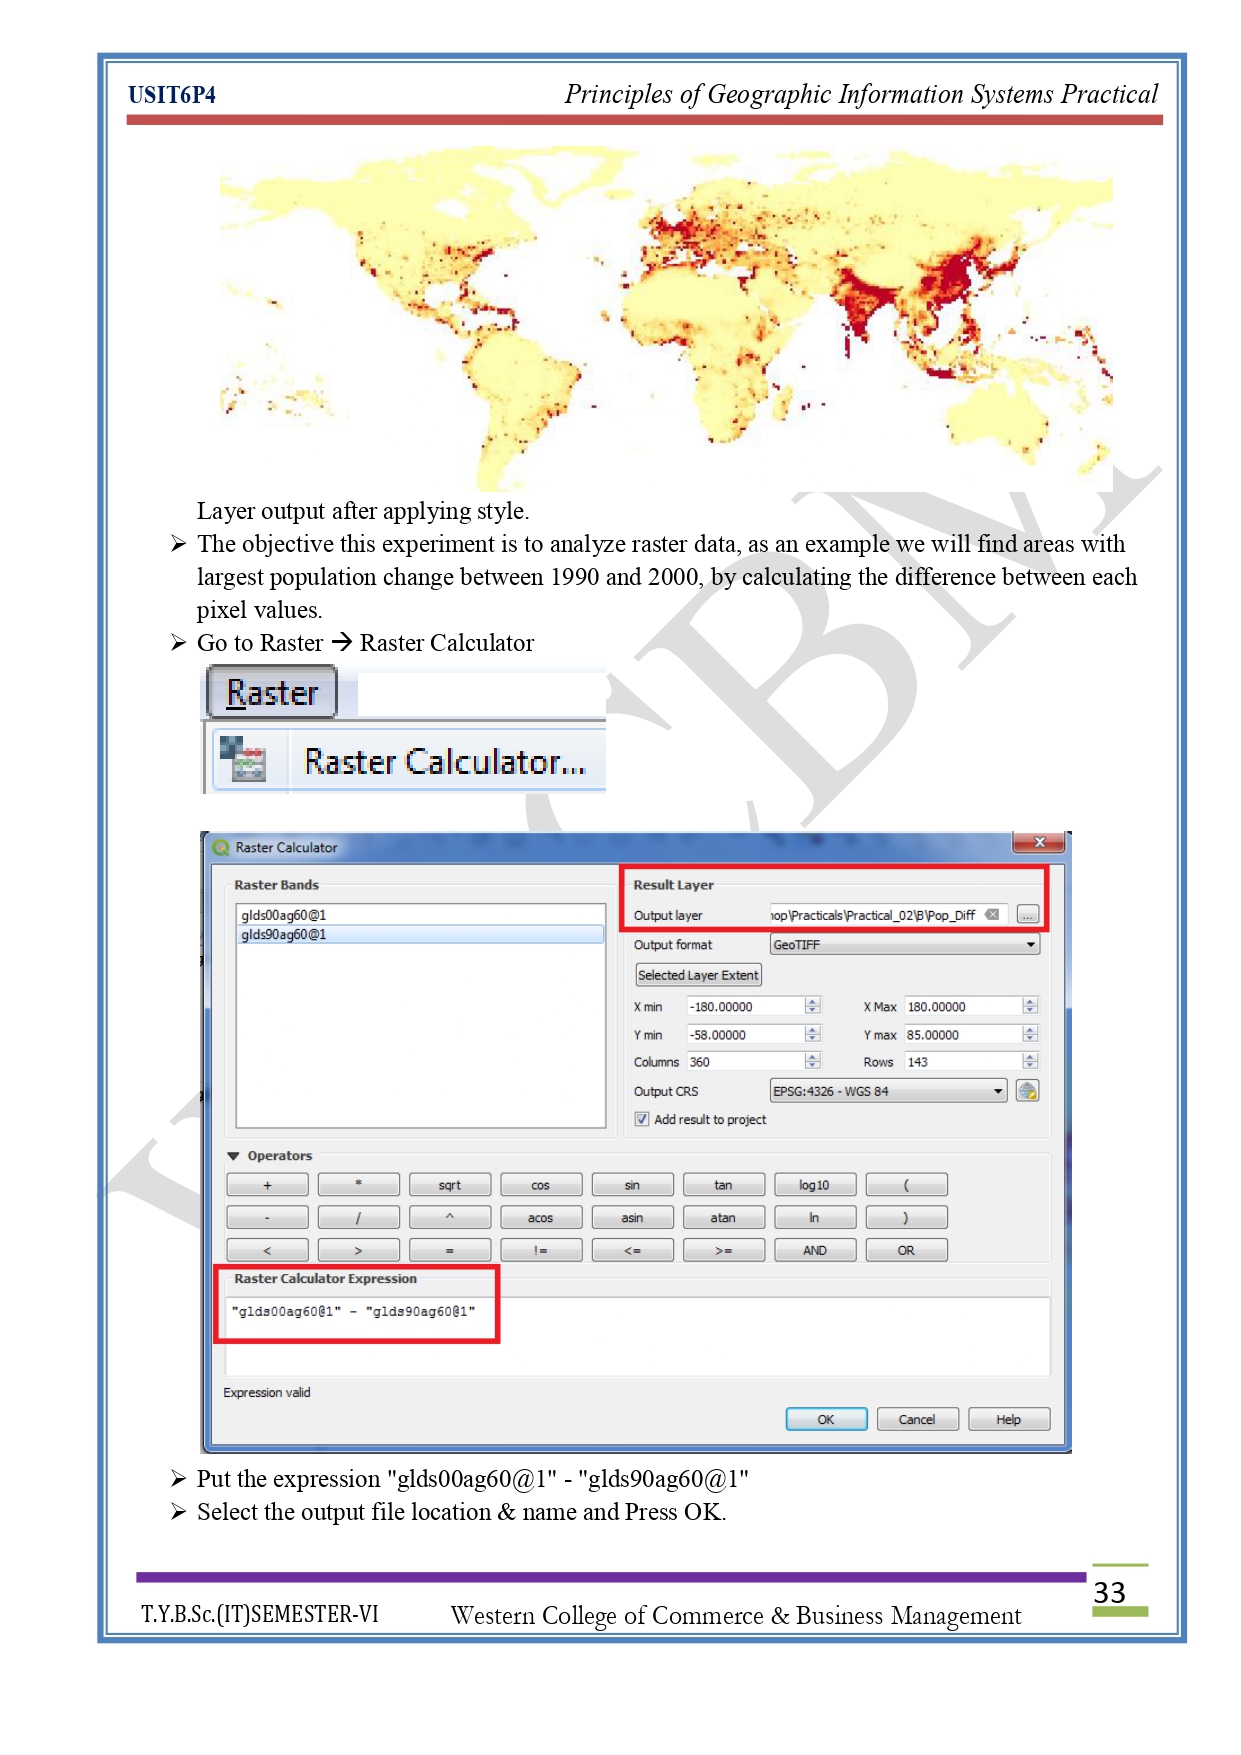 USIT6P4 Principles of Geographic Information Systems Practical
Layer output after applying style.
➢ The objective this experiment is to analyze raster data, as an example we will find areas with
largest population change between 1990 and 2000, by calculating the difference between each
pixel values.
➢ Go to Raster → Raster Calculator
Raster
Raster Calculator...
Raster Calculator
Raster Bands
glds00ag60@1
glds90ag60@1
Result Layer
Output layer \Practicals\Practical_02\B\Pop_Diff ...
Output format GeoTIFF
Selected Layer Extent
X min -180.00000 X Max 180.00000
Y min -58.00000 Y max 85.00000
Columns 360 Rows 143
Output CRS EPSG:4326 - WGS 84
Add result to project
Operators
+ * sqrt cos sin tan log10 (
- / ^ acos asin atan ln )
< > = != <= >= AND OR
Raster Calculator Expression
"glds00ag60@1" - "glds90ag60@1"
Expression valid
OK Cancel Help
➢ Put the expression "glds00ag60@1" - "glds90ag60@1"
➢ Select the output file location & name and Press OK.
T.Y.B.Sc.(IT)SEMESTER-VI Western College of Commerce & Business Management 33